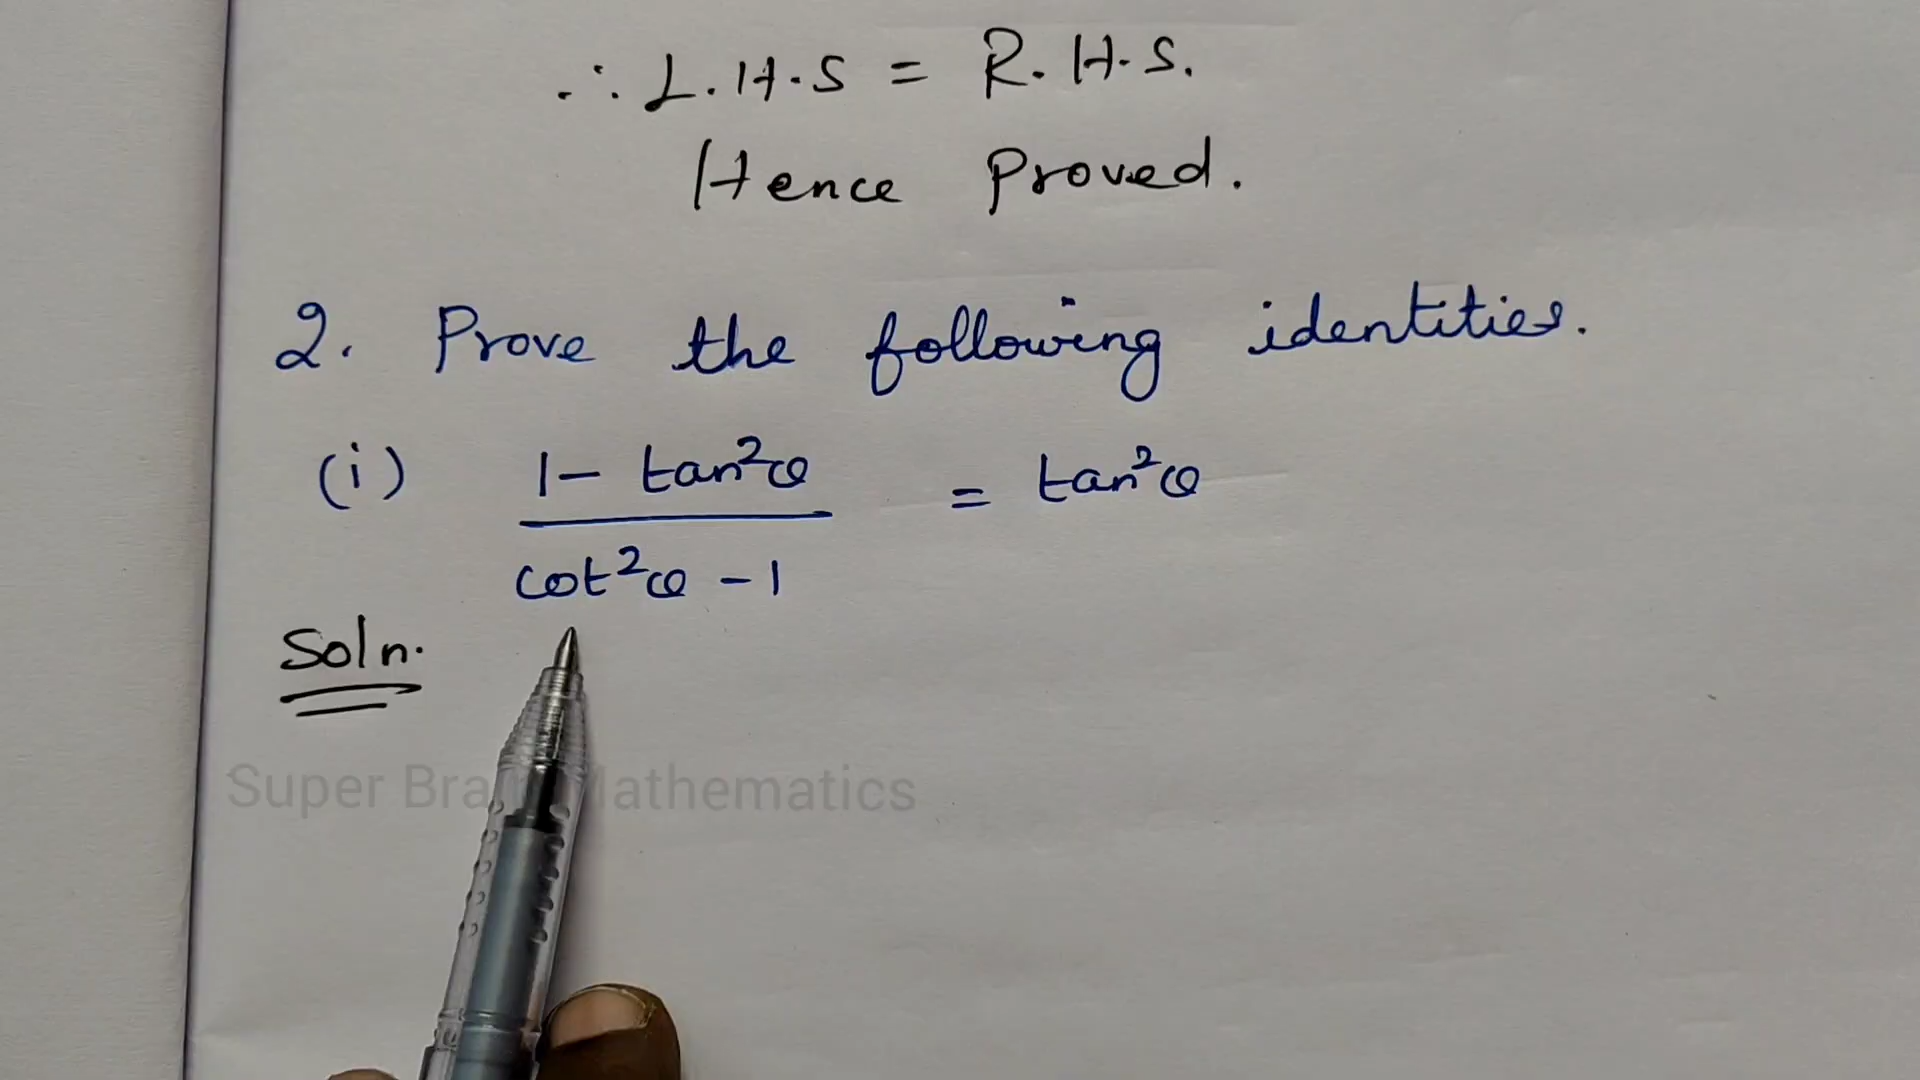 ∴ L.H.S = R.H.S.
Hence Proved.
2. Prove the following identities.
(i) 1 - tan²θ / cot²θ - 1 = tan²θ
Soln.
Super Brain Mathematics